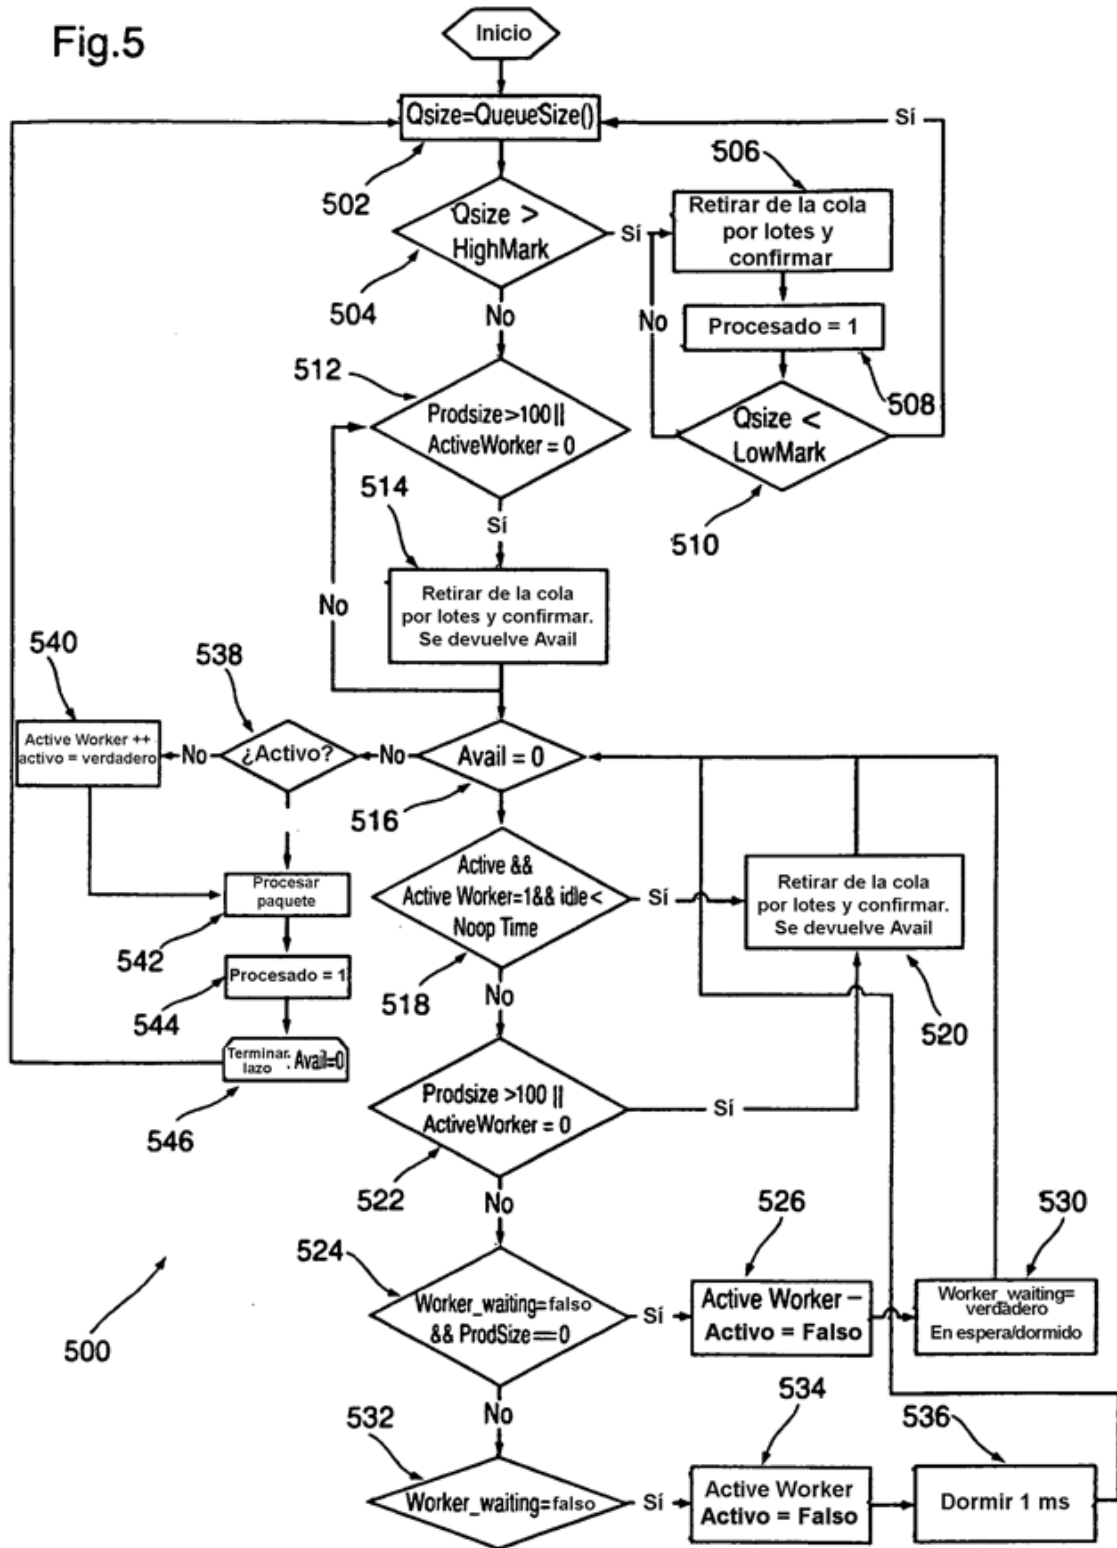 Fig.5
Inicio
Qsize=QueueSize()
Sí
502
506
Qsize >
HighMark
Sí
Retirar de la cola
por lotes y
confirmar
504
No
No
Procesado = 1
508
512
Prodsize>100||
ActiveWorker = 0
Qsize <
LowMark
510
514
Sí
No
Retirar de la cola
por lotes y confirmar.
Se devuelve Avail
540
538
Active Worker ++
activo = verdadero
No
¿Activo?
No
Avail = 0
516
Active &&
Active Worker=1&& idle<
Noop Time
Sí
Retirar de la cola
por lotes y confirmar.
Se devuelve Avail
Procesar
paquete
542
518
No
520
Procesado = 1
544
Terminar.
lazo
. Avail=0
546
Prodsize >100 ||
ActiveWorker = 0
Sí
522
No
524
526
530
Worker_waiting=falso
&& ProdSize==0
Sí
Active Worker –
Activo = Falso
Worker_waiting=
verdadero
En espera/dormido
500
No
532
534
536
Worker_waiting=falso
Sí
Active Worker
Activo = Falso
Dormir 1 ms